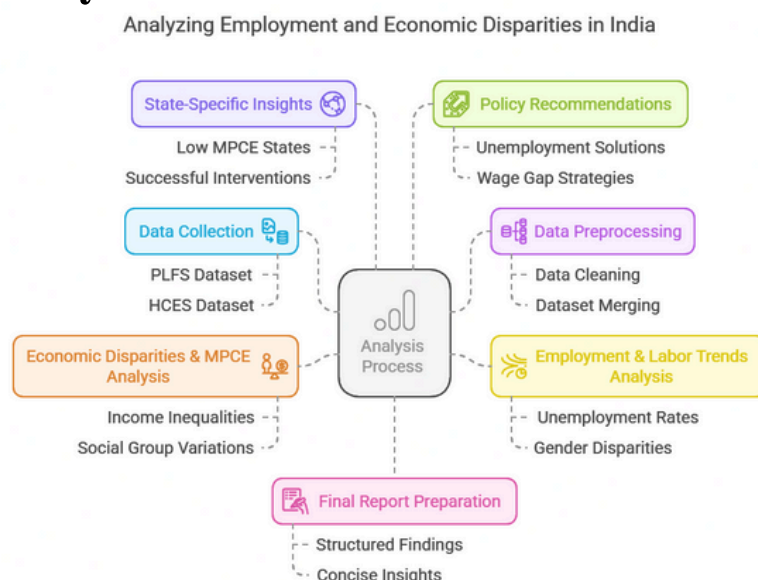 Analyzing Employment and Economic Disparities in India
State-Specific Insights
Low MPCE States
Successful Interventions
Policy Recommendations
Unemployment Solutions
Wage Gap Strategies
Data Collection
PLFS Dataset
HCES Dataset
Data Preprocessing
Data Cleaning
Dataset Merging
Analysis
Process
Economic Disparities & MPCE
Analysis
Income Inequalities
Social Group Variations
Employment & Labor Trends
Analysis
Unemployment Rates
Gender Disparities
Final Report Preparation
Structured Findings
Concise Insights